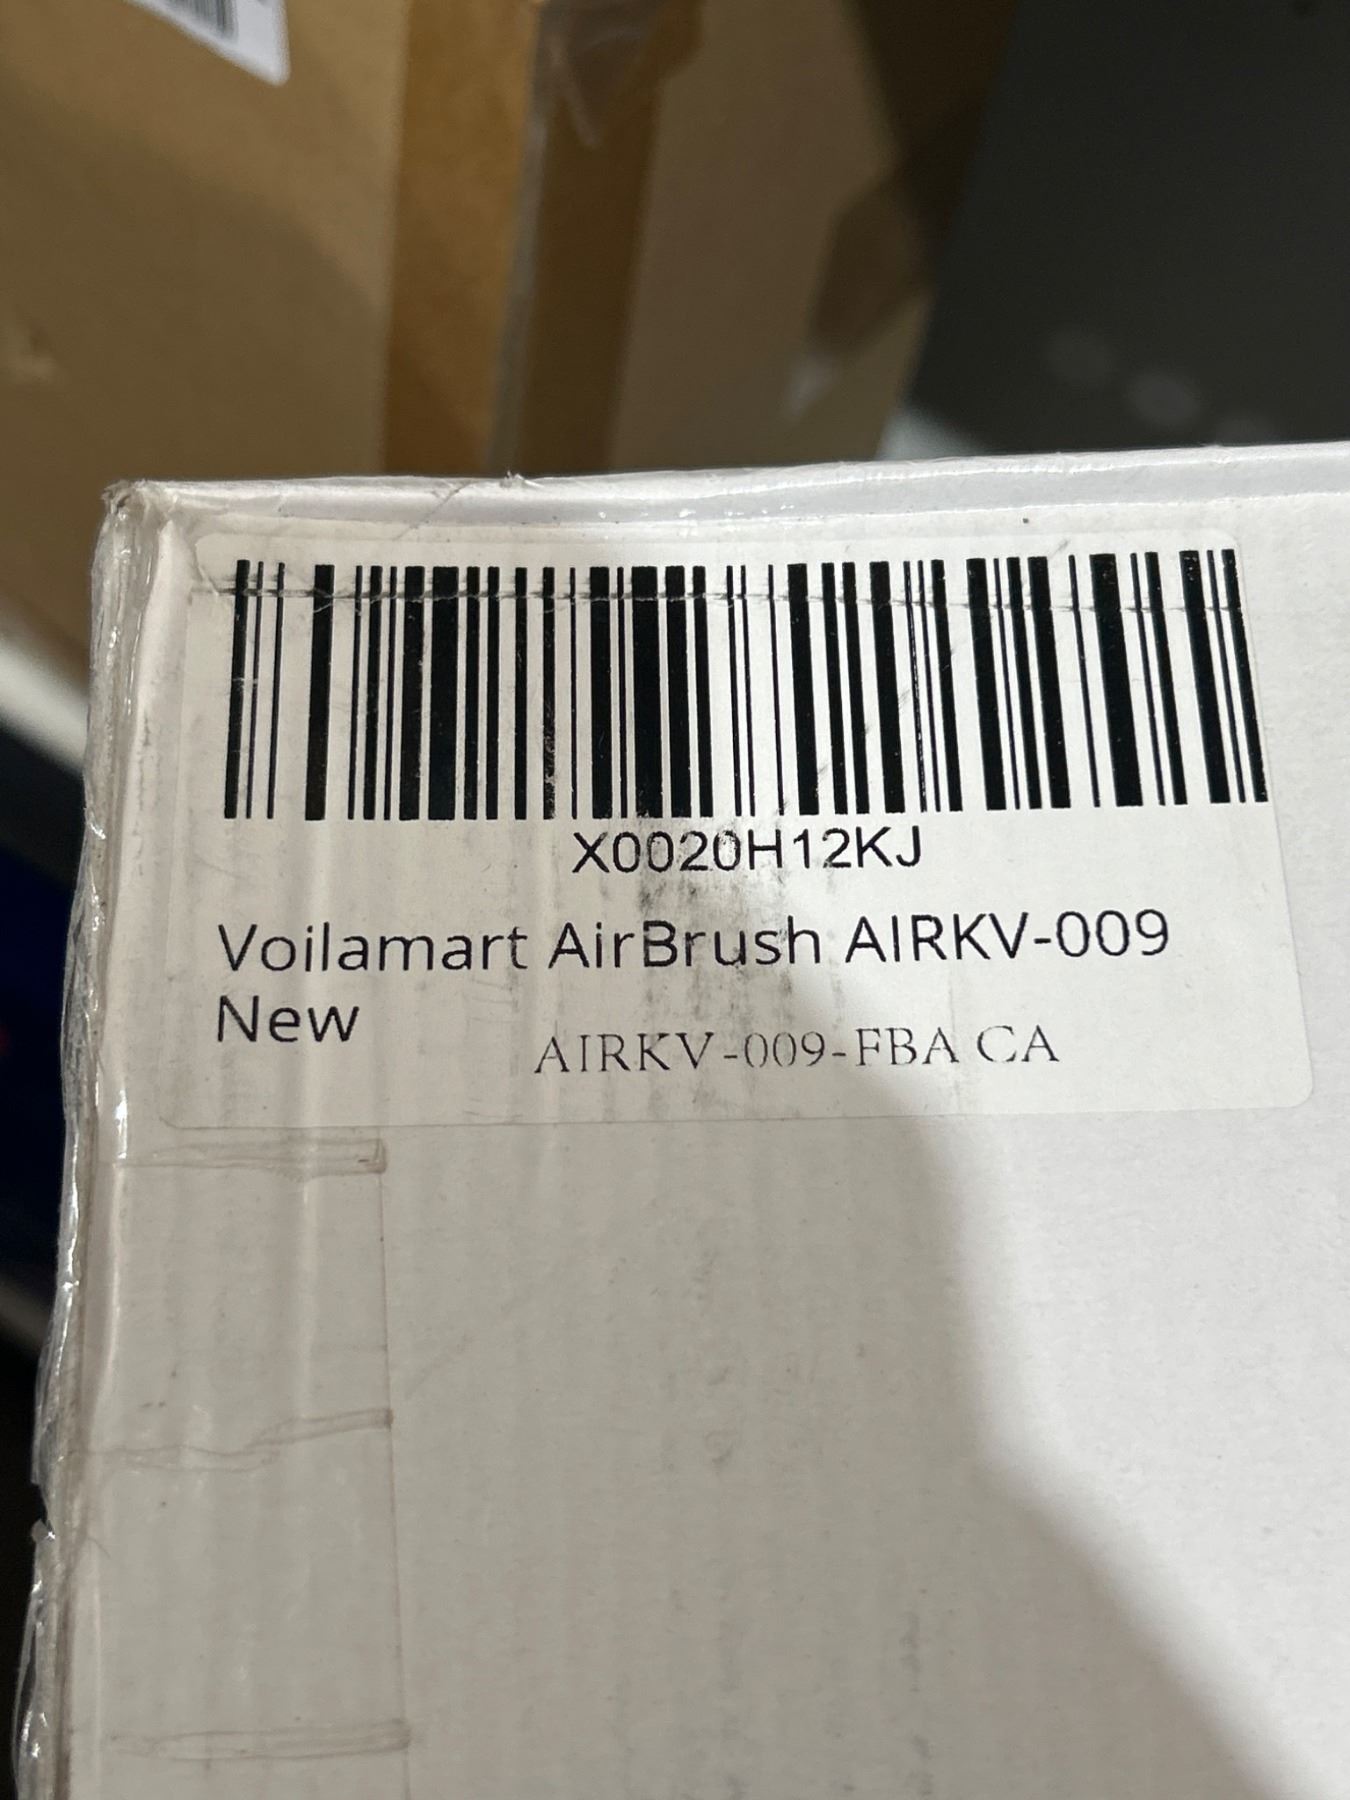 X0020H12KJ
Voilamart AirBrush AIRKV-009
New
AIRKV-009-FBA CA